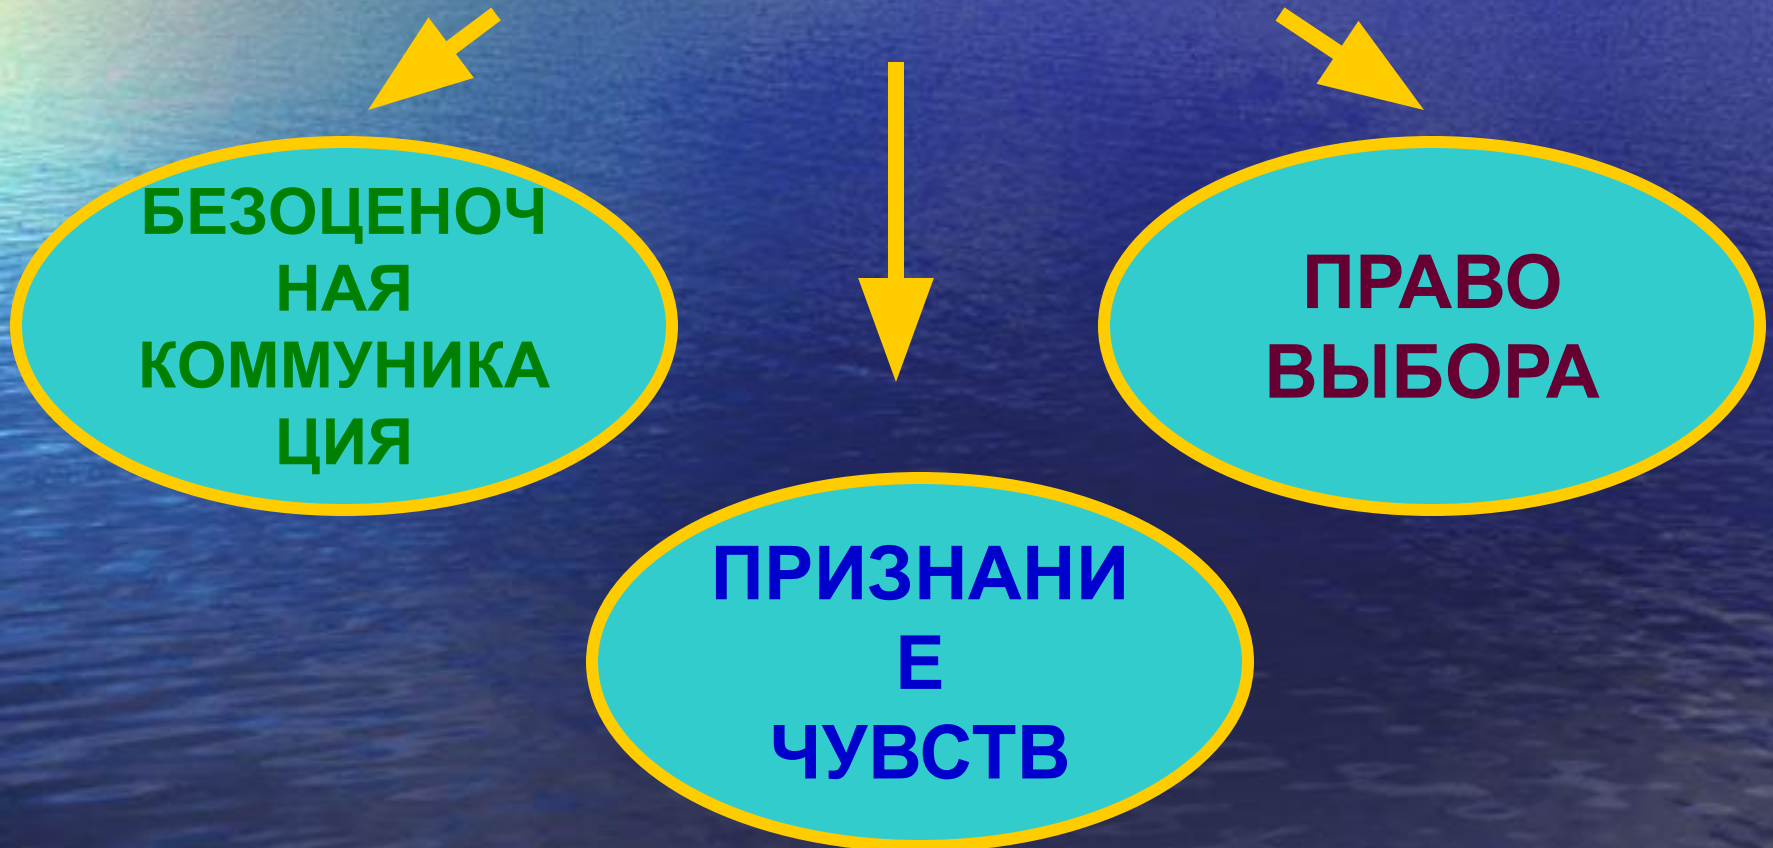 БЕЗОЦЕНОЧ
НАЯ
КОММУНИКА
ЦИЯ
ПРАВО
ВЫБОРА
ПРИЗНАНИ
Е
ЧУВСТВ